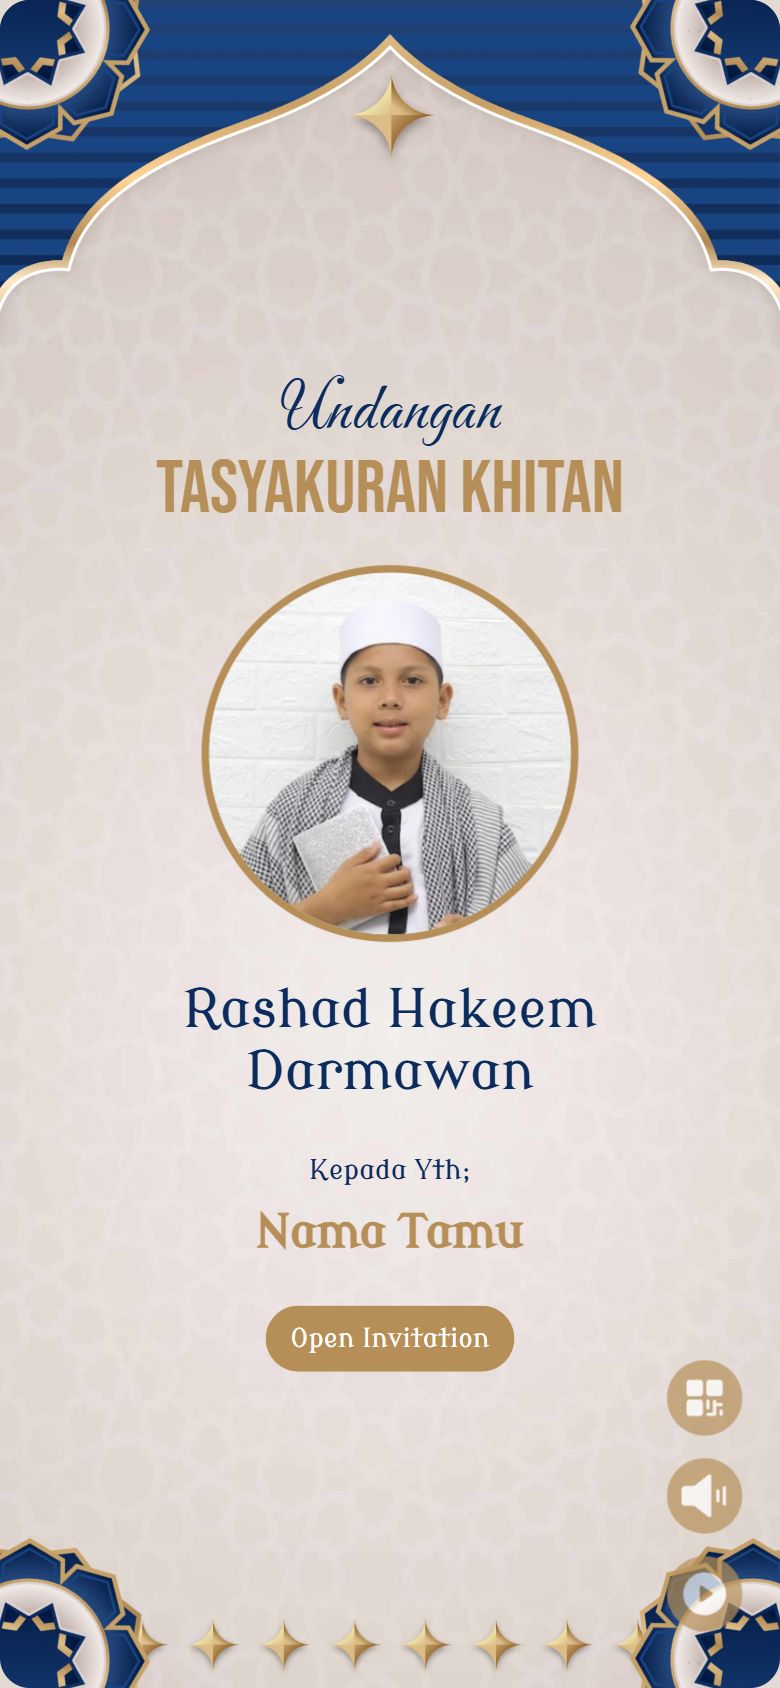 Undangan
TASYAKURAN KHITAN
Rashad Hakeem
Darmawan
Kepada Yth;
Nama Tamu
Open Invitation